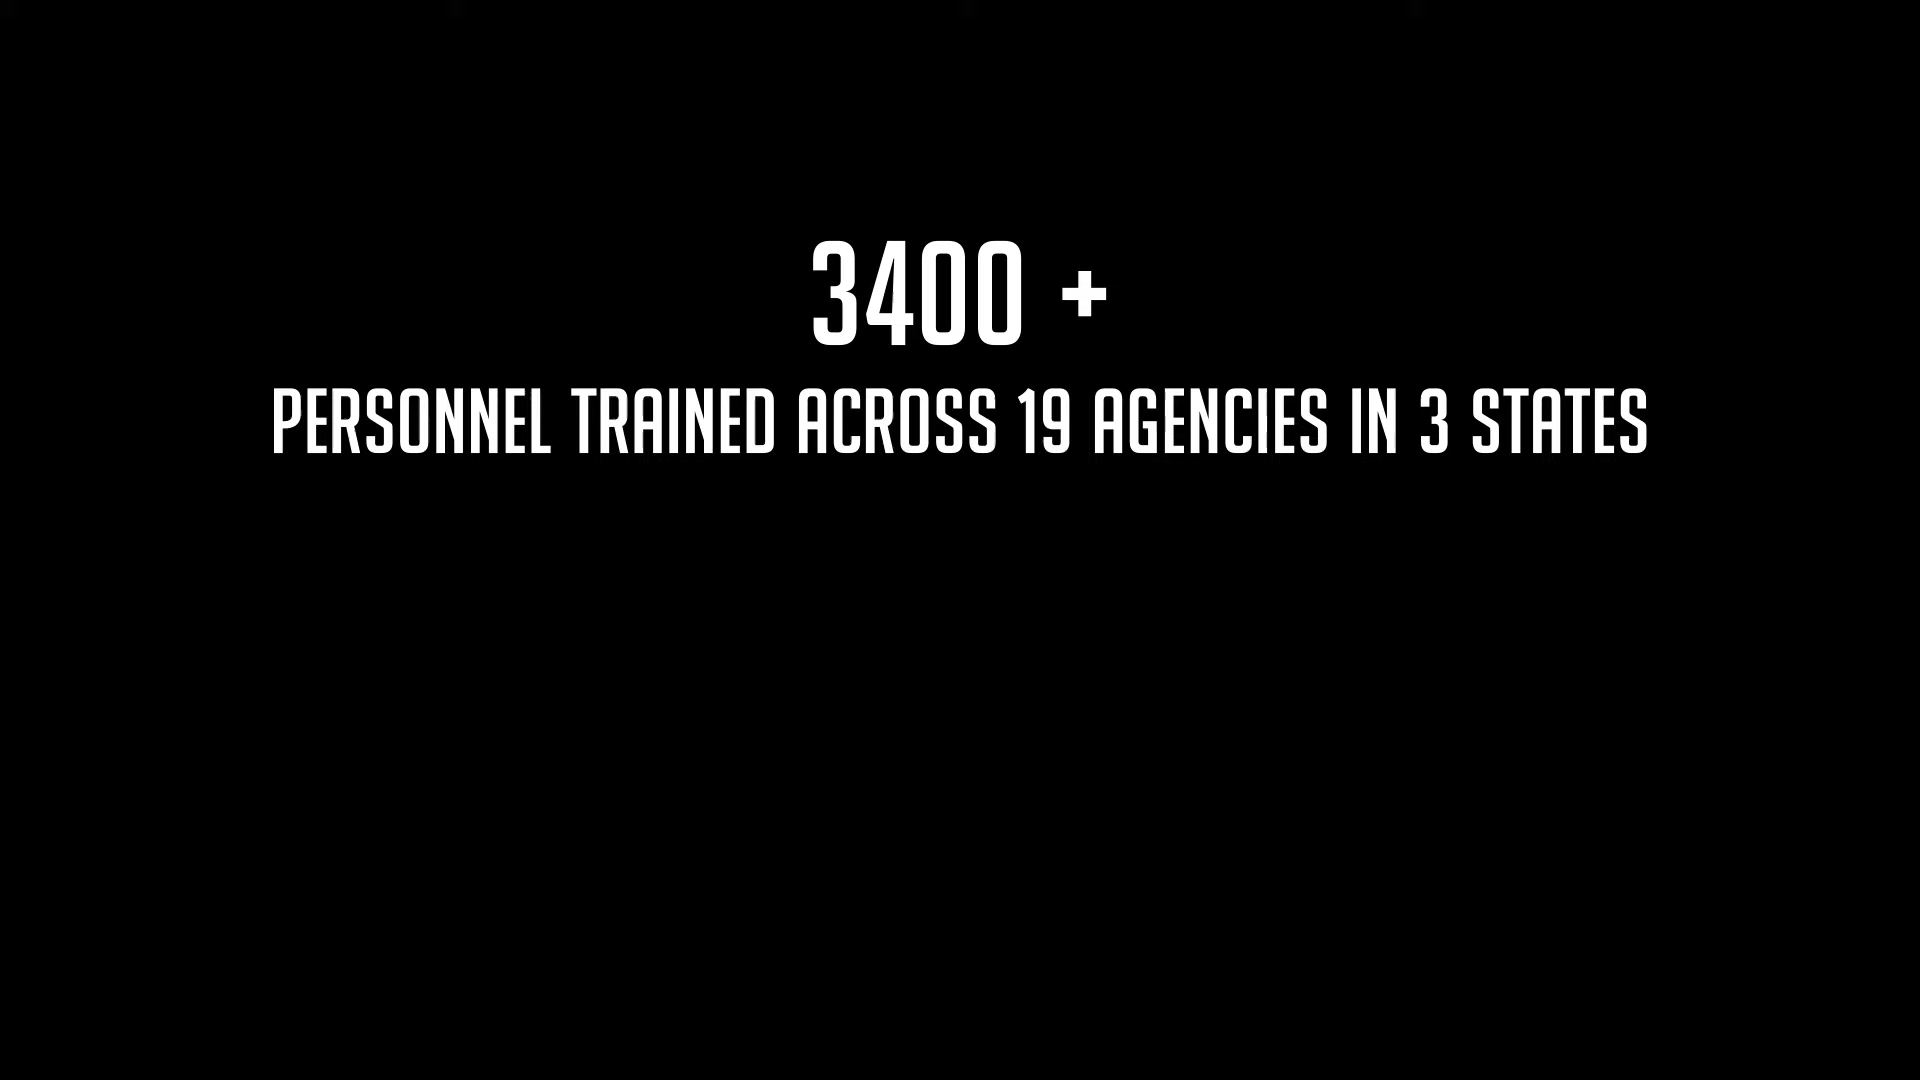 3400 +
PERSONNEL TRAINED ACROSS 19 AGENCIES IN 3 STATES